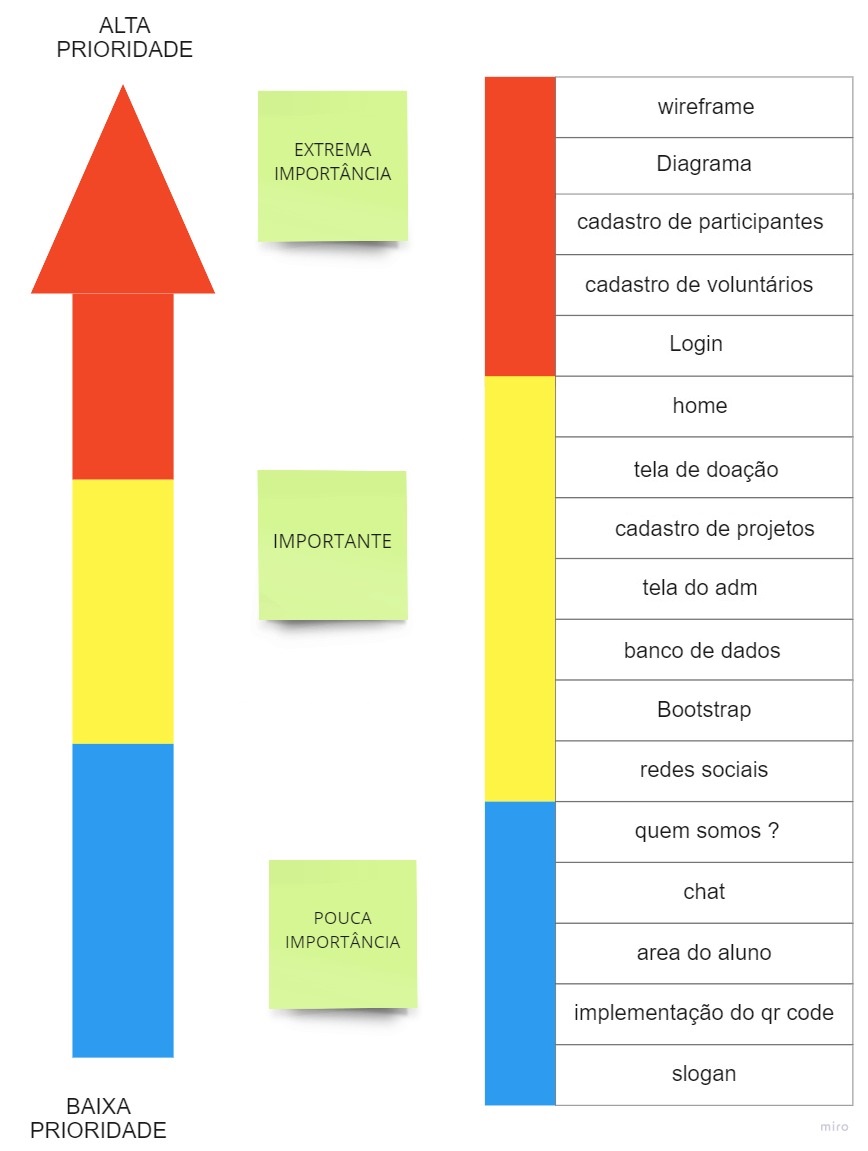 ALTA
PRIORIDADE
EXTREMA
IMPORTÂNCIA
IMPORTANTE
POUCA
IMPORTÂNCIA
BAIXA
PRIORIDADE
wireframe
Diagrama
cadastro de participantes
cadastro de voluntários
Login
home
tela de doação
cadastro de projetos
tela do adm
banco de dados
Bootstrap
redes sociais
quem somos ?
chat
area do aluno
implementação do qr code
slogan
miro